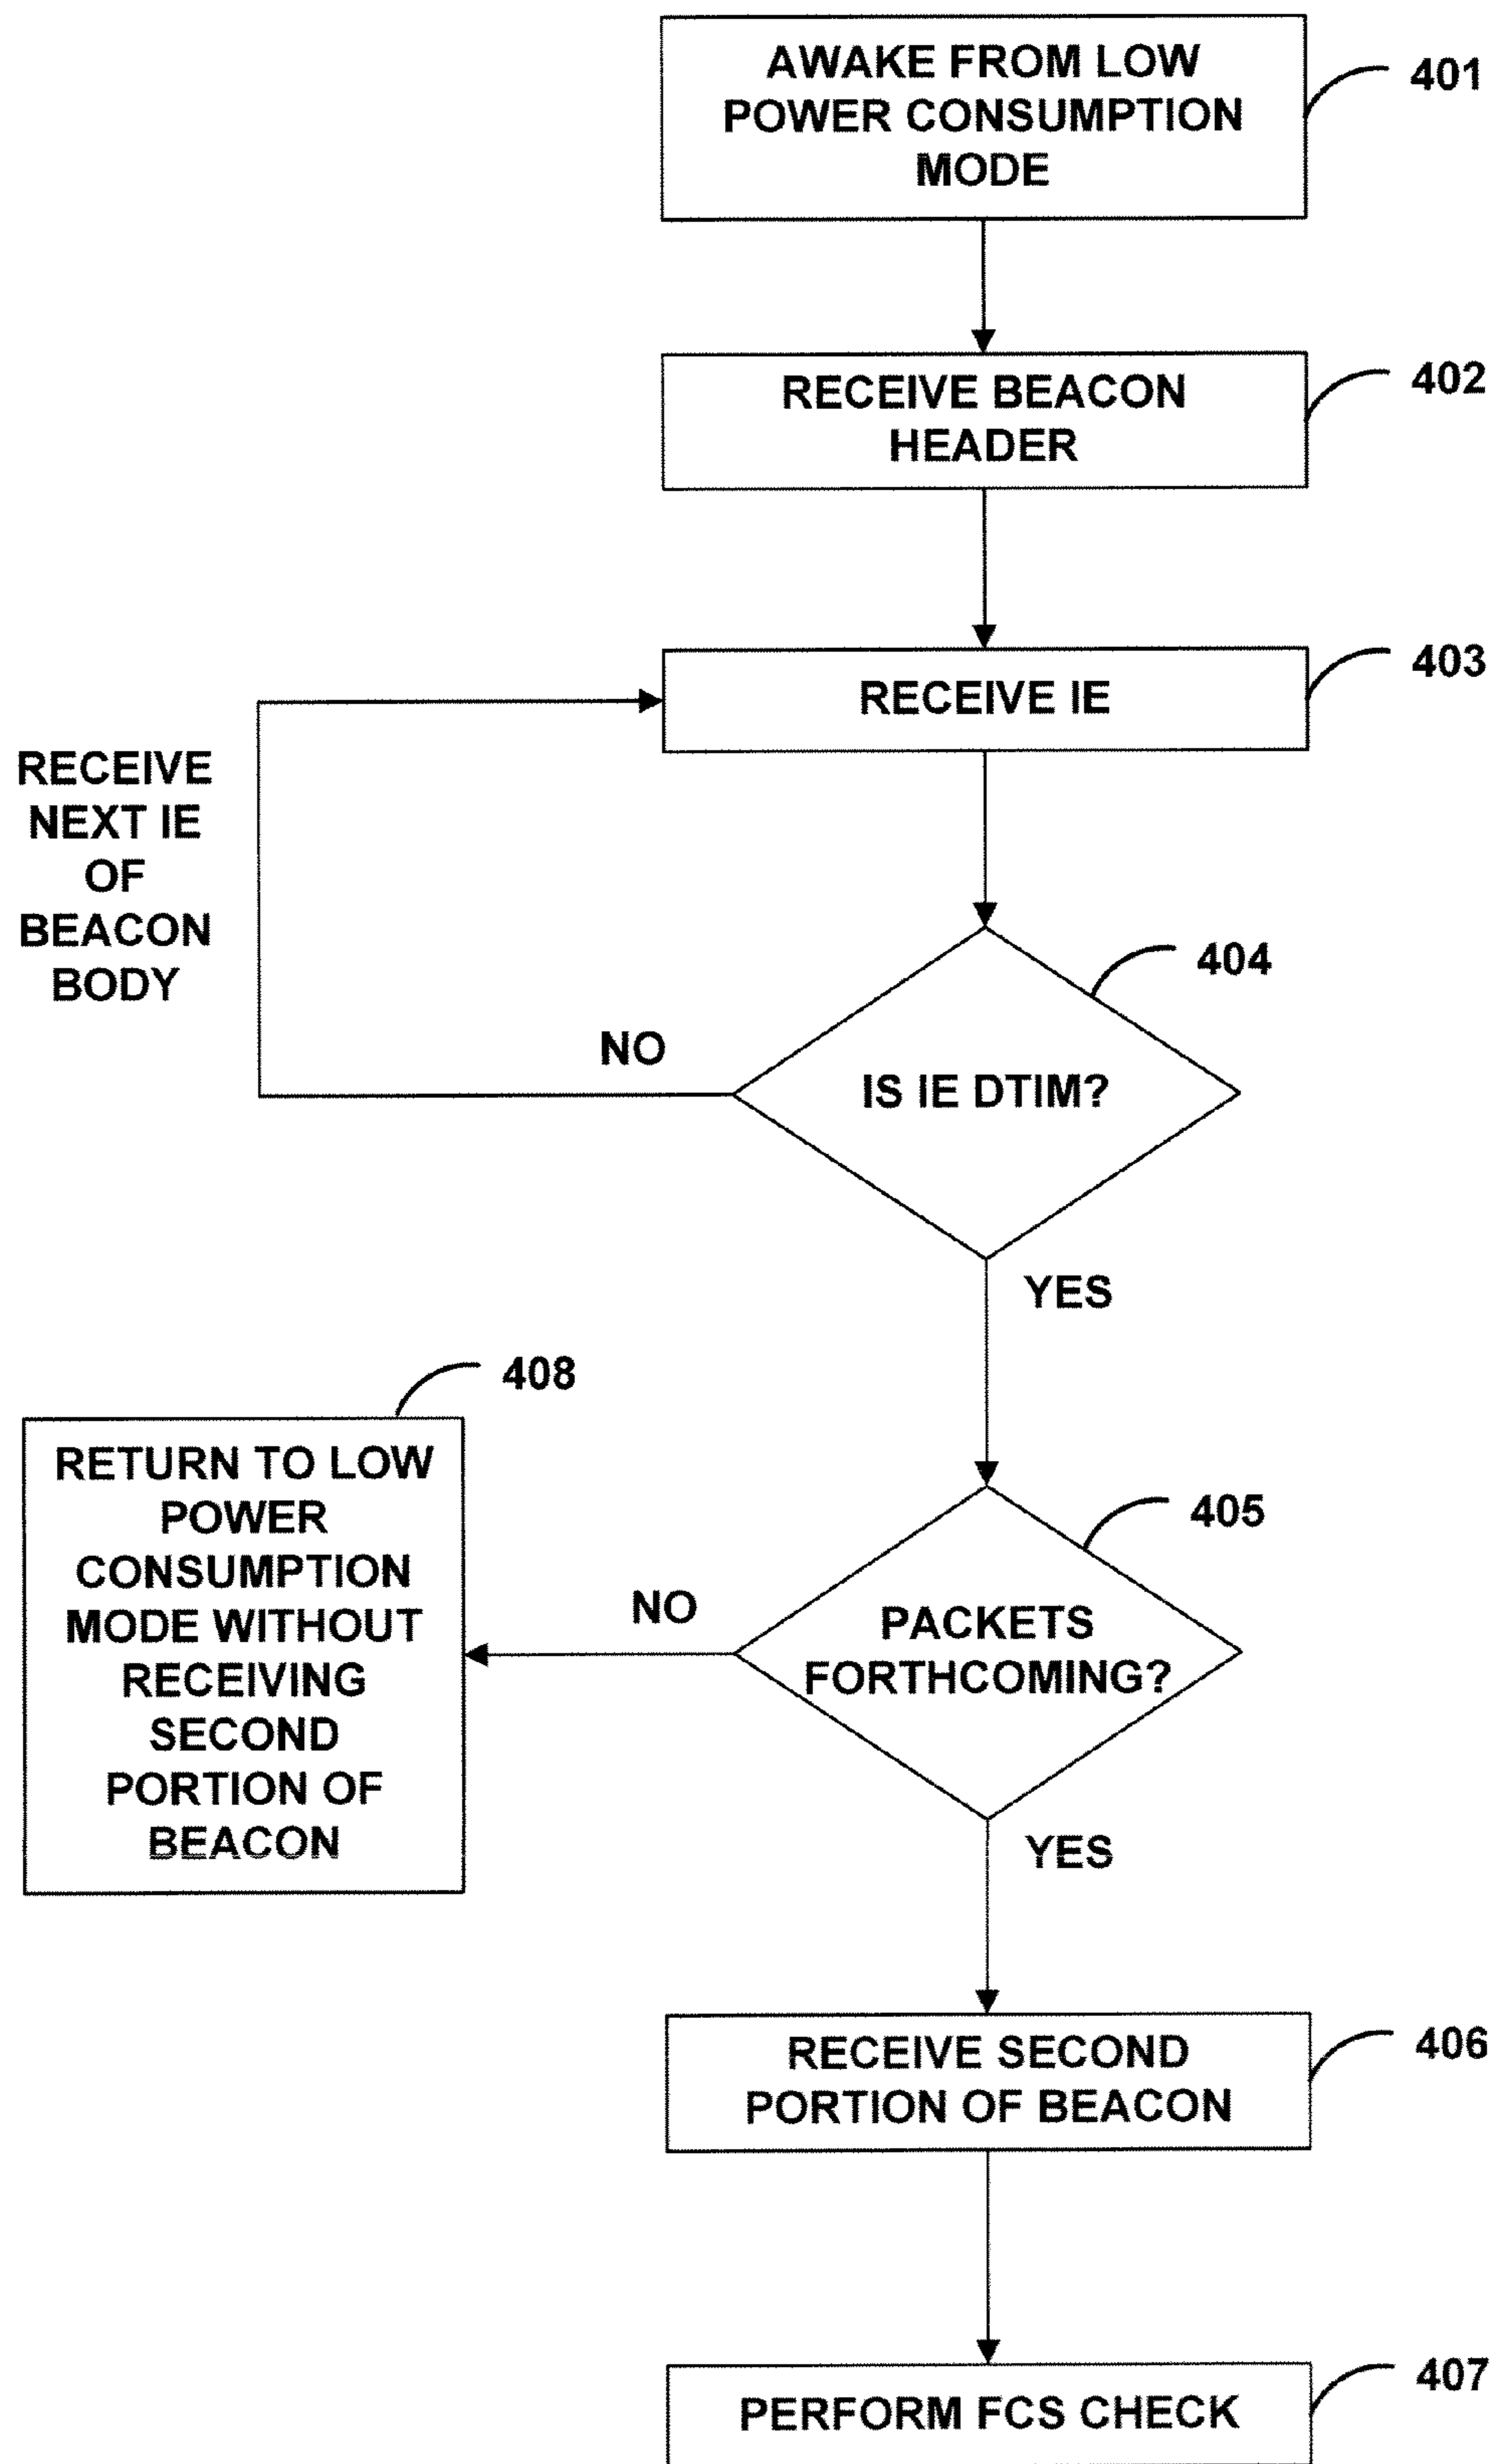 AWAKE FROM LOW
POWER CONSUMPTION
MODE
401
RECEIVE BEACON
HEADER
402
RECEIVE IE
403
RECEIVE
NEXT IE
OF
BEACON
BODY
404
NO
IS IE DTIM?
YES
408
RETURN TO LOW
POWER
CONSUMPTION
MODE WITHOUT
RECEIVING
SECOND
PORTION OF
BEACON
405
NO
PACKETS
FORTHCOMING?
YES
RECEIVE SECOND
PORTION OF BEACON
406
PERFORM FCS CHECK
407